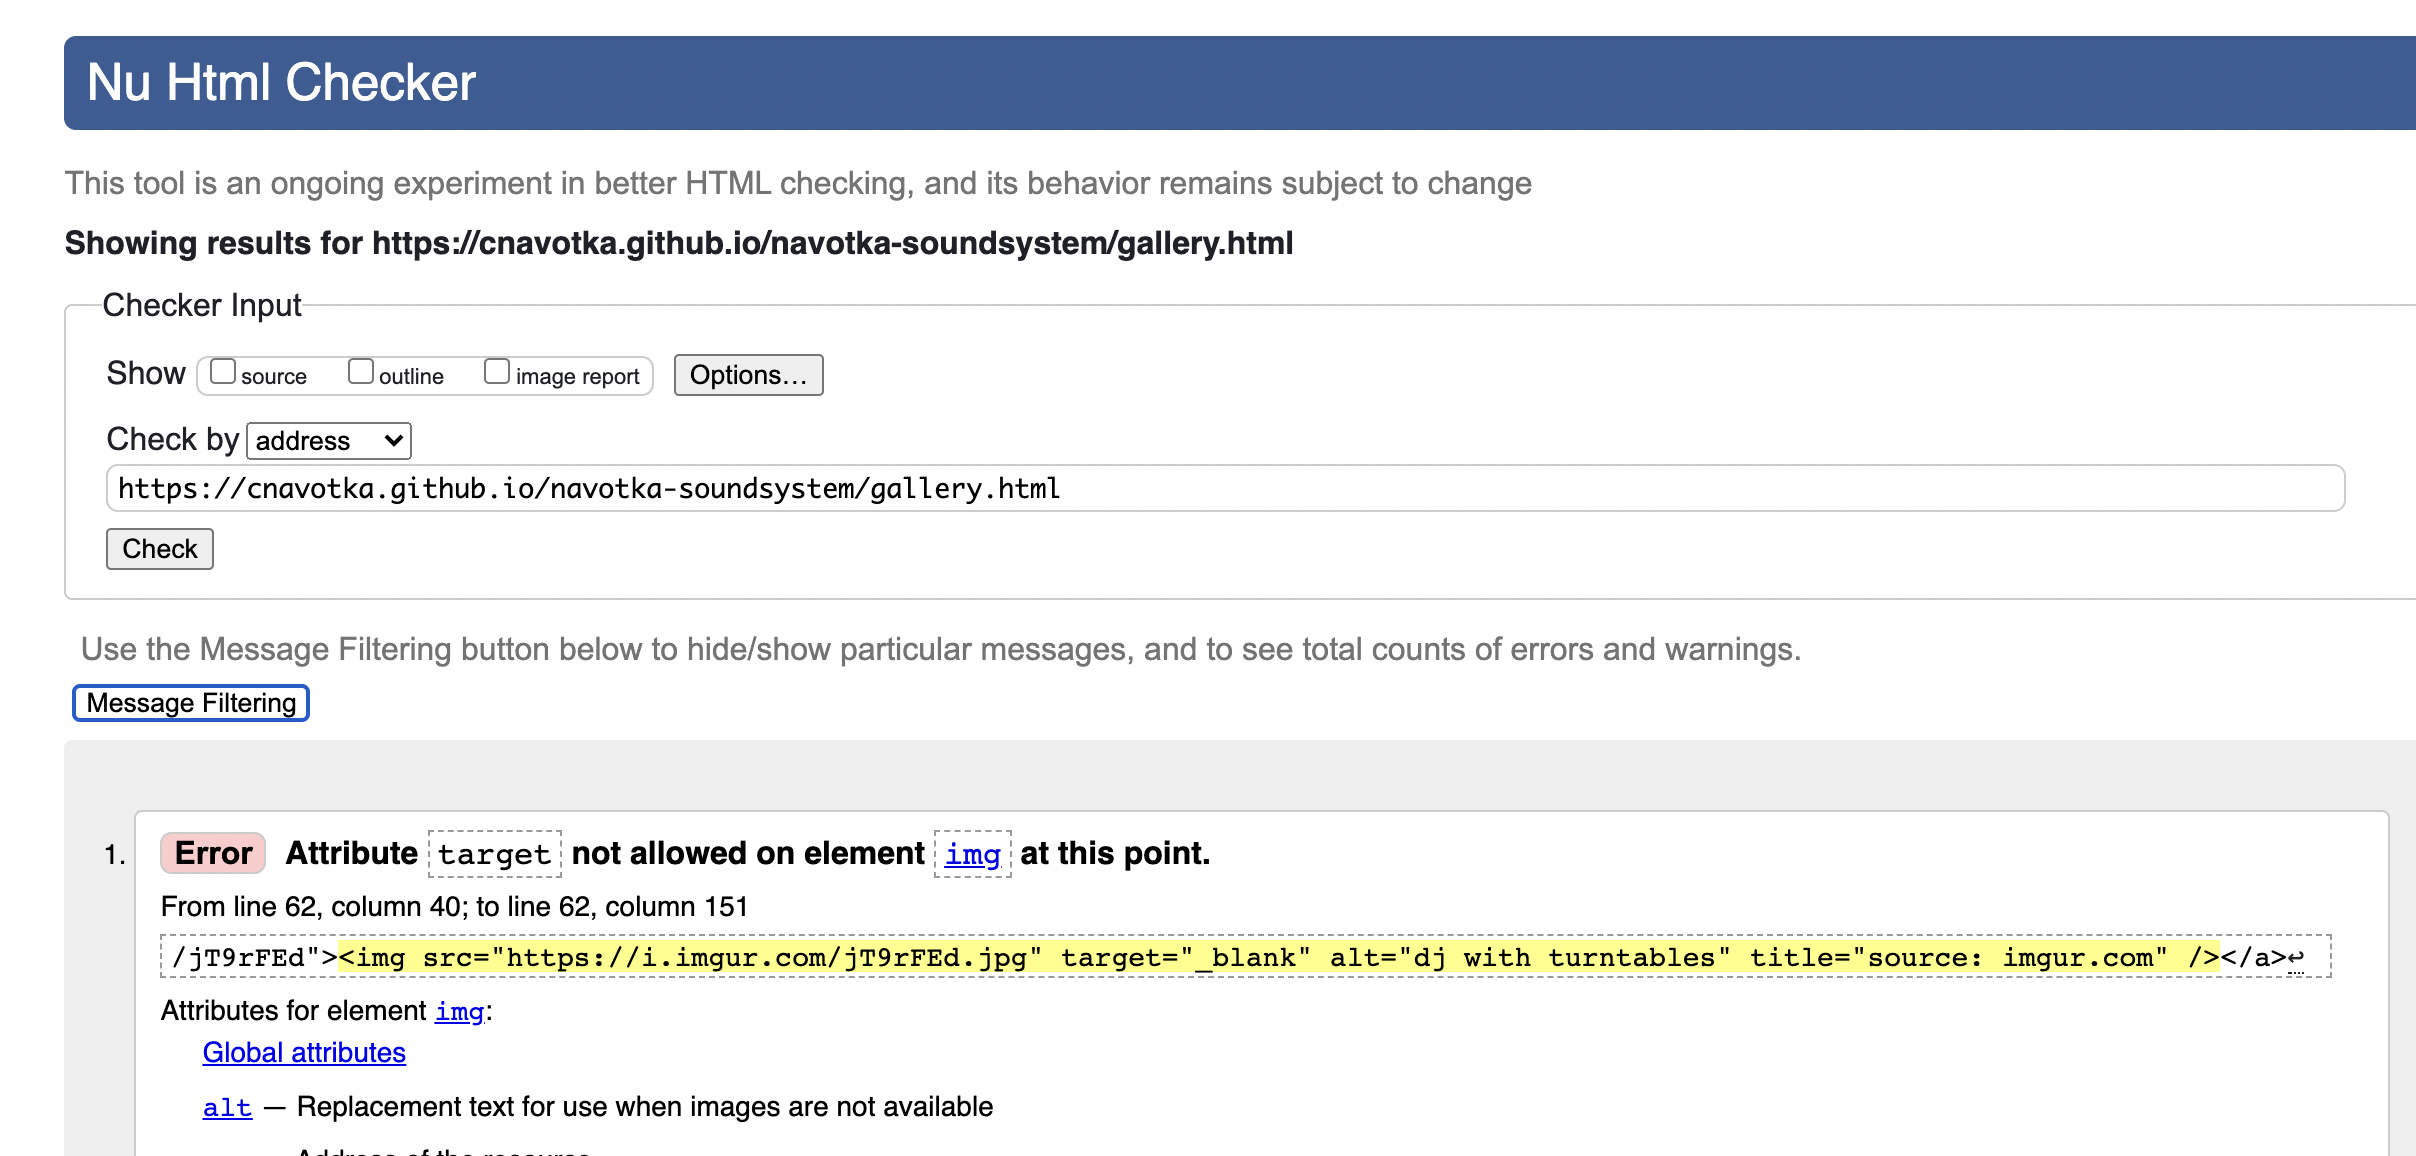 Nu Html Checker
This tool is an ongoing experiment in better HTML checking, and its behavior remains subject to change
Showing results for https://cnavotka.github.io/navotka-soundsystem/gallery.html
Checker Input
Show source outline image report Options...
Check by address
https://cnavotka.github.io/navotka-soundsystem/gallery.html
Check
Use the Message Filtering button below to hide/show particular messages, and to see total counts of errors and warnings.
Message Filtering
1. Error Attribute target not allowed on element img at this point.
From line 62, column 40; to line 62, column 151
/jT9rFEd"><img src="https://i.imgur.com/jT9rFEd.jpg" target="_blank" alt="dj with turntables" title="source: imgur.com" /></a>↩
Attributes for element img:
Global attributes
alt — Replacement text for use when images are not available
Address of the resource